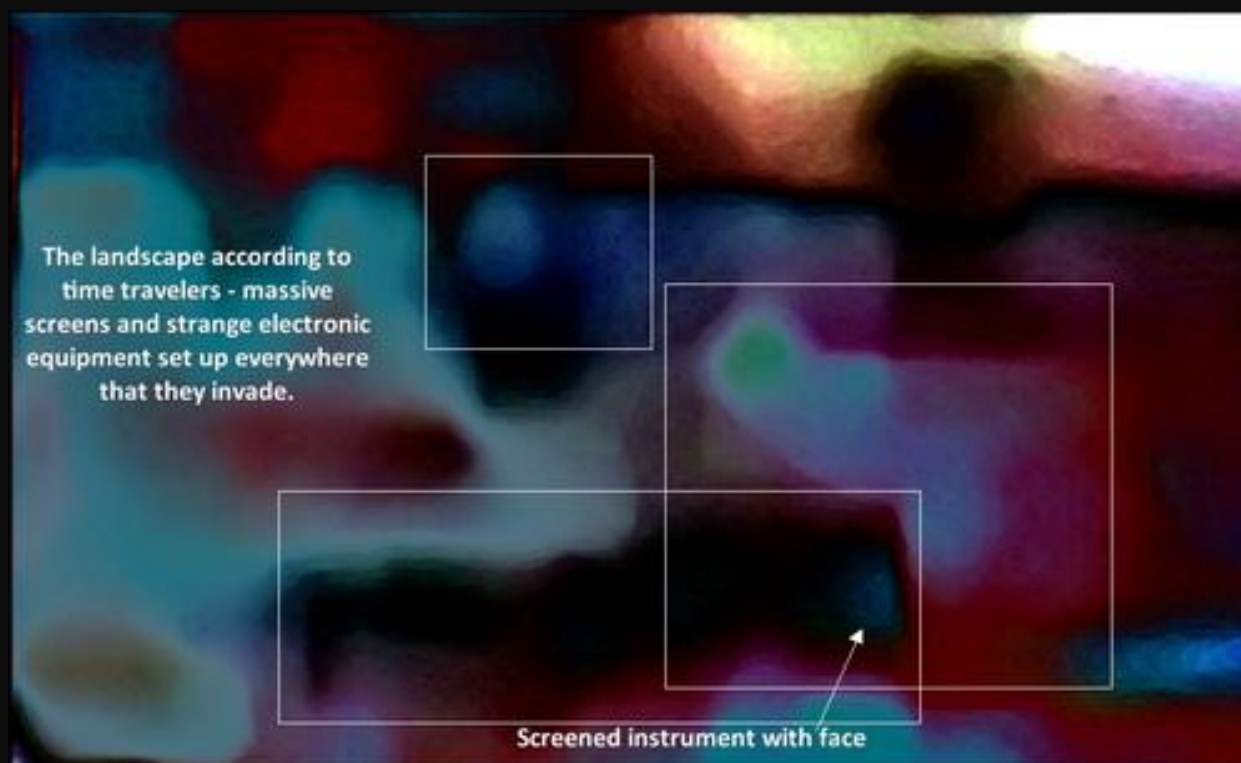 The landscape according to
time travelers - massive
screens and strange electronic
equipment set up everywhere
that they invade.
Screened instrument with face